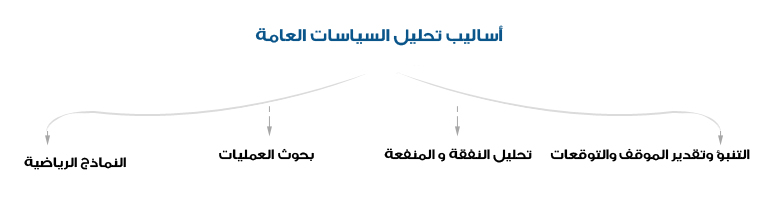 أساليب تحليل السياسات العامة
التنبؤ وتقدير الموقف والتوقعات
تحليل النفقة و المنفعة
بحوث العمليات
النماذج الرياضية